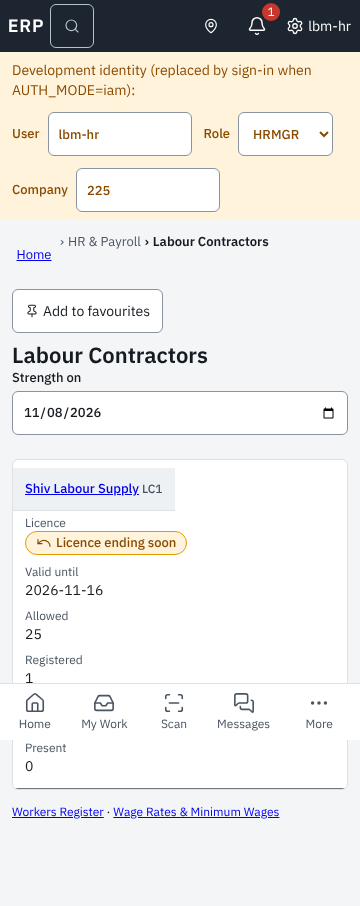 ERP
1
lbm-hr
Development identity (replaced by sign-in when
AUTH_MODE=iam):
User
lbm-hr
Role
HRMGR
Company
225
› HR & Payroll › Labour Contractors
Home
Add to favourites
Labour Contractors
Strength on
11/08/2026
Shiv Labour Supply LC1
Licence
Licence ending soon
Valid until
2026-11-16
Allowed
25
Registered
1
Home
My Work
Scan
Messages
More
Present
0
Workers Register · Wage Rates & Minimum Wages